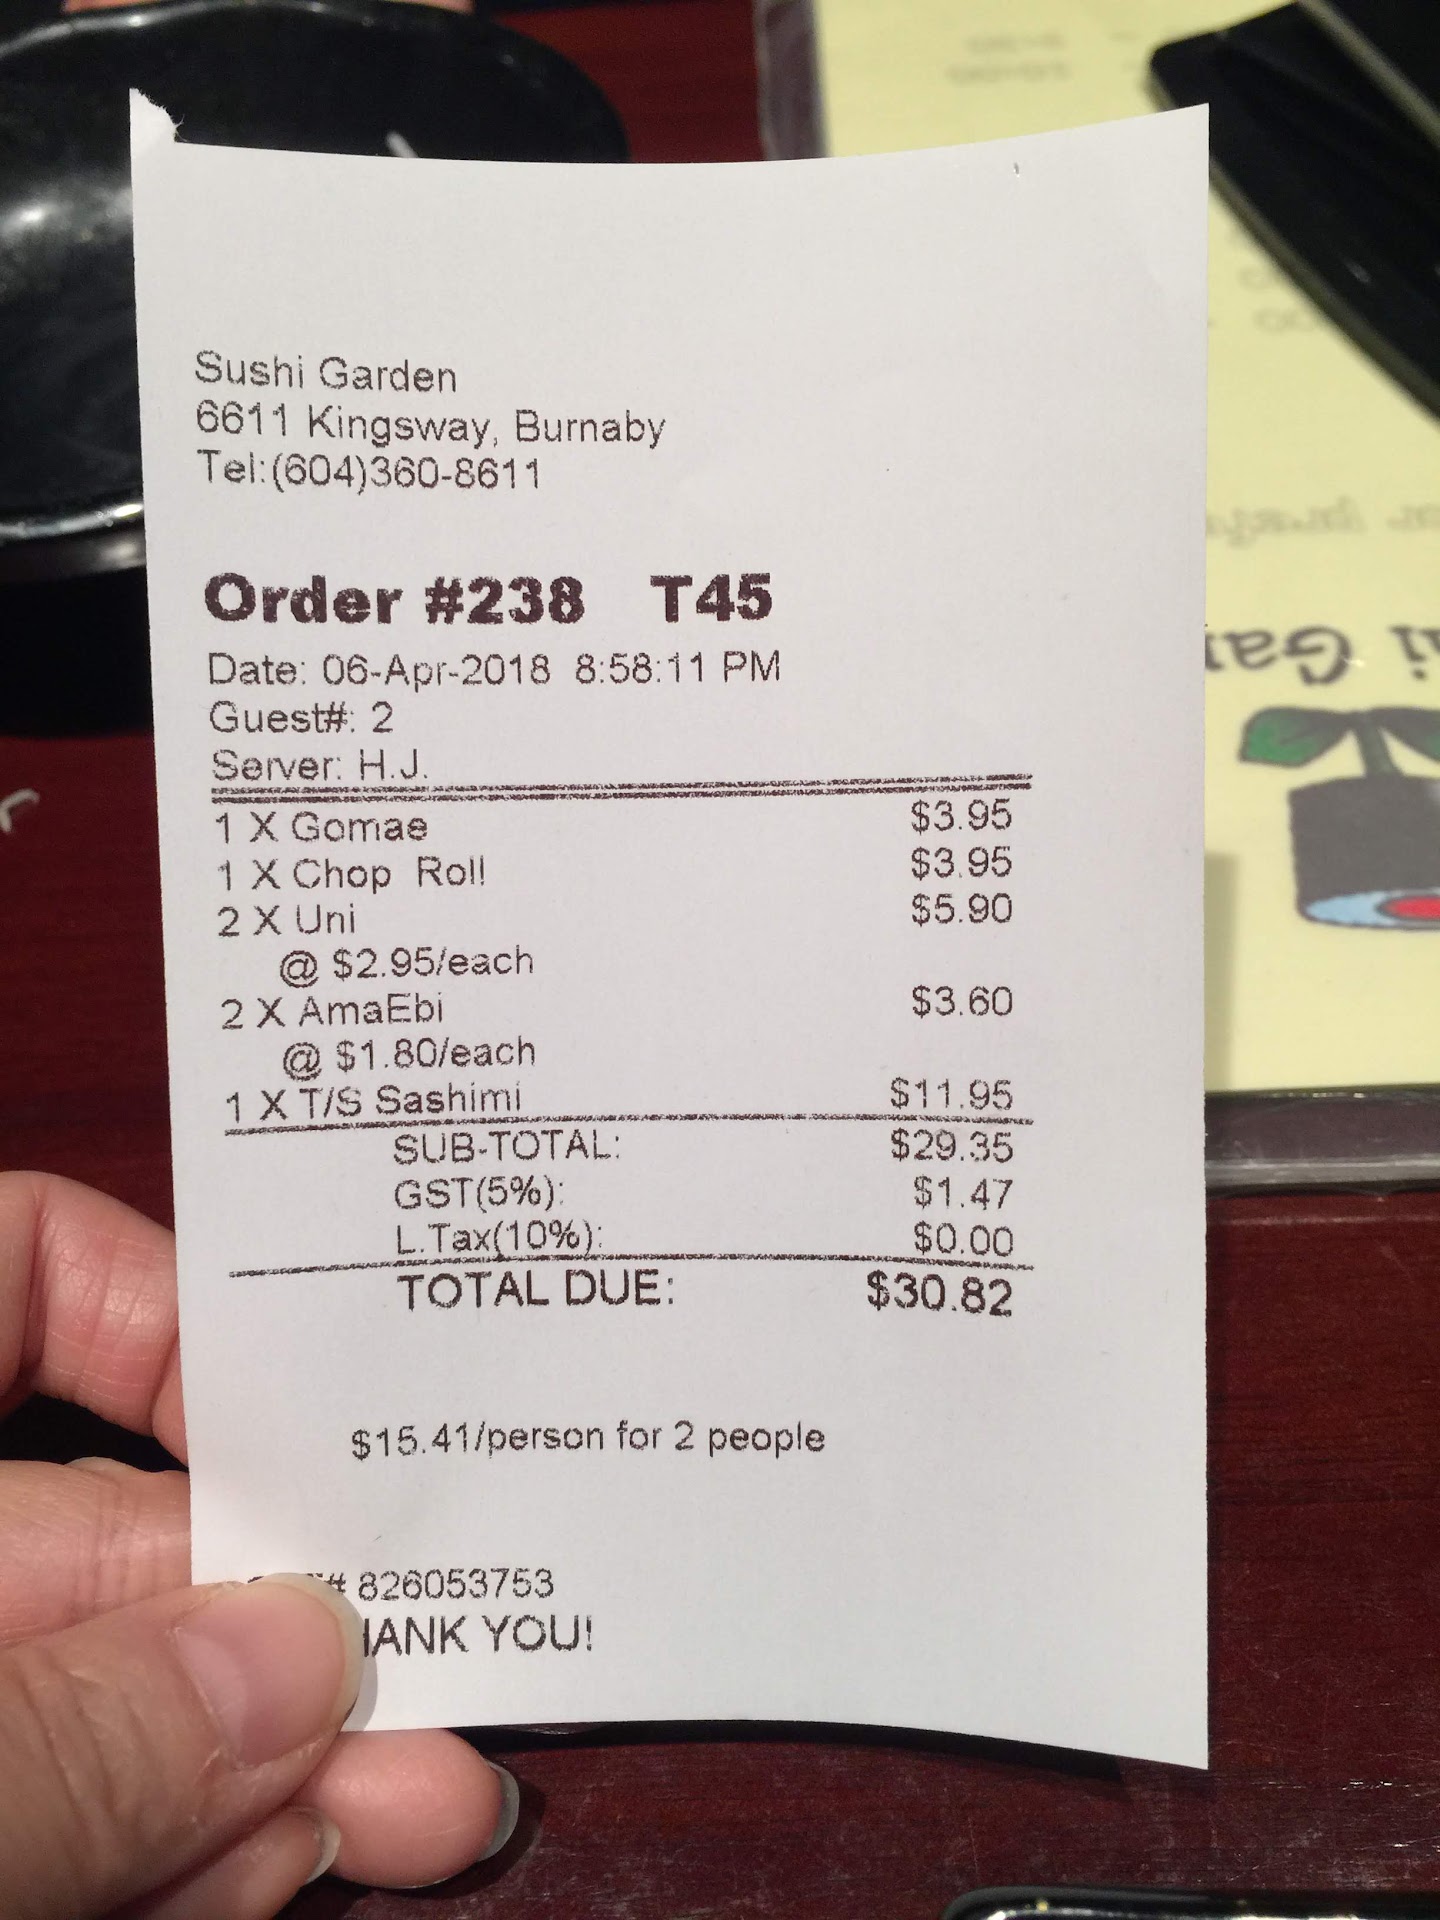 Sushi Garden
6611 Kingsway, Burnaby
Tel:(604)360-8611
Order #238 T45
Date: 06-Apr-2018 8:58:11 PM
Guest#: 2
Server: H.J.
1 X Gomae $3.95
1 X Chop Roll $3.95
2 X Uni $5.90
@ $2.95/each
2 X AmaEbi $3.60
@ $1.80/each
1 X T/S Sashimi $11.95
SUB-TOTAL: $29.35
GST(5%): $1.47
L.Tax(10%): $0.00
TOTAL DUE: $30.82
$15.41/person for 2 people
# 826053753
HANK YOU!